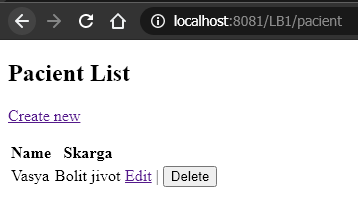 localhost:8081/LB1/pacient
Pacient List
Create new
Name Skarga
Vasya Bolit jivot Edit | Delete